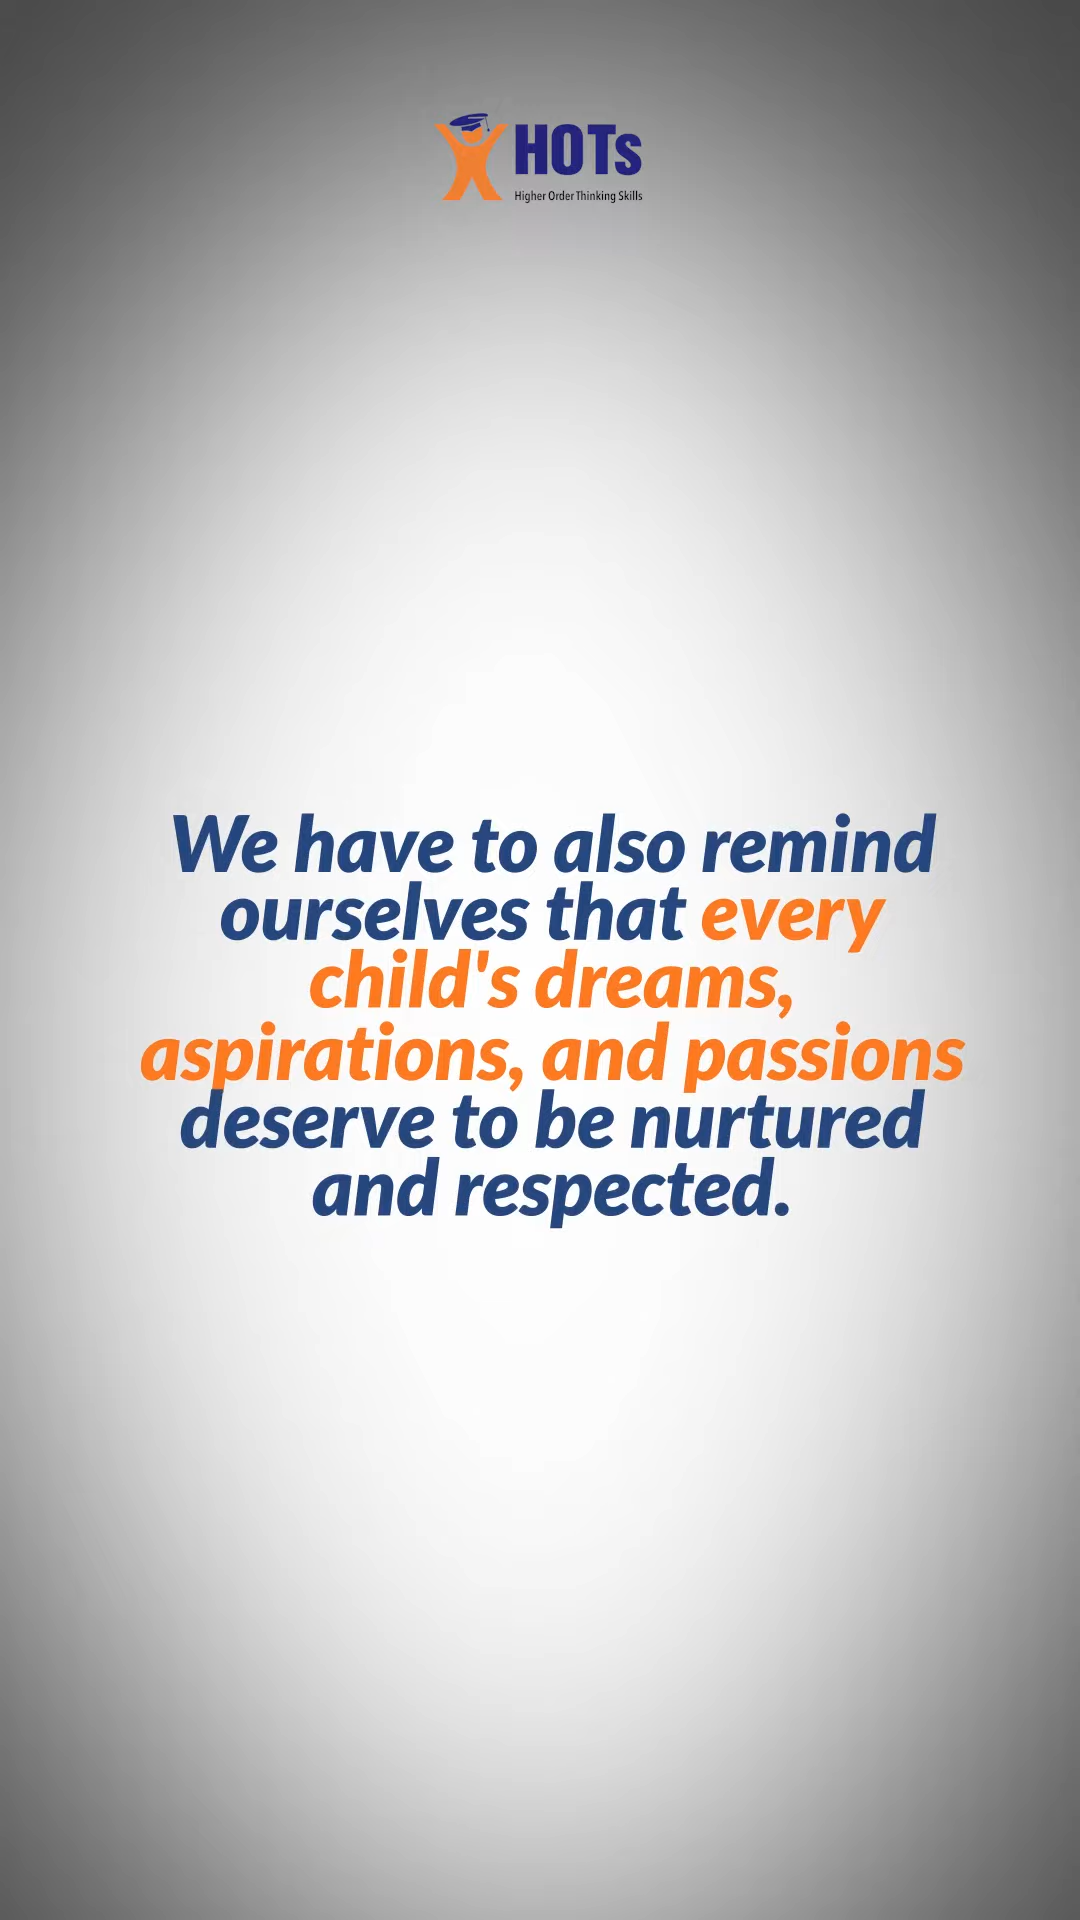 HOTs
Higher Order Thinking Skills
We have to also remind
ourselves that every
child's dreams,
aspirations, and passions
deserve to be nurtured
and respected.